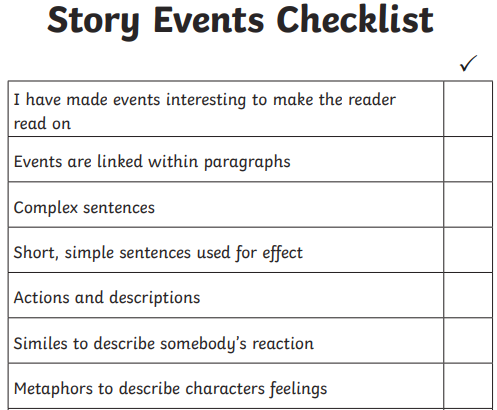 Story Events Checklist
✓
I have made events interesting to make the reader
read on
Events are linked within paragraphs
Complex sentences
Short, simple sentences used for effect
Actions and descriptions
Similes to describe somebody's reaction
Metaphors to describe characters feelings